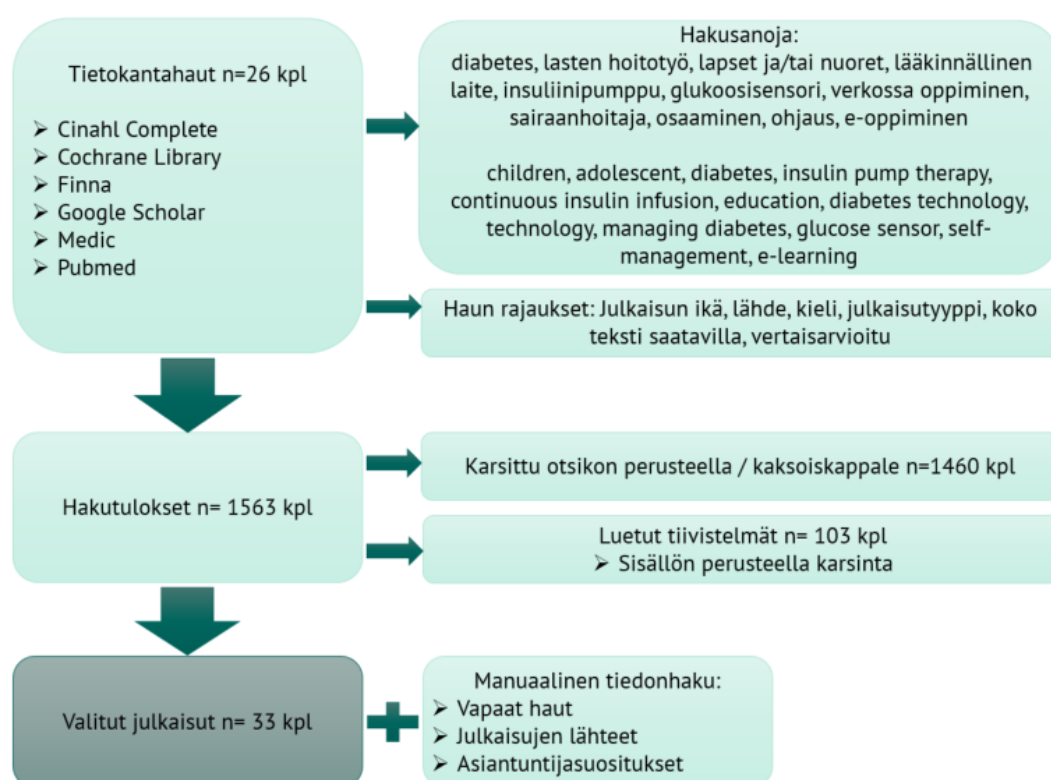 Tietokantahaut n=26 kpl
➢ Cinahl Complete
➢ Cochrane Library
➢ Finna
➢ Google Scholar
➢ Medic
➢ Pubmed
Hakusanoja:
diabetes, lasten hoitotyö, lapset ja/tai nuoret, lääkinnällinen
laite, insuliinipumppu, glukoosisensori, verkossa oppiminen,
sairaanhoitaja, osaaminen, ohjaus, e-oppiminen
children, adolescent, diabetes, insulin pump therapy,
continuous insulin infusion, education, diabetes technology,
technology, managing diabetes, glucose sensor, self-
management, e-learning
Haun rajaukset: Julkaisun ikä, lähde, kieli, julkaisutyyppi, koko
teksti saatavilla, vertaisarvioitu
Hakutulokset n= 1563 kpl
Karsittu otsikon perusteella / kaksoiskappale n=1460 kpl
Luetut tiivistelmät n= 103 kpl
➢ Sisällön perusteella karsinta
Valitut julkaisut n= 33 kpl
Manuaalinen tiedonhaku:
➢ Vapaat haut
➢ Julkaisujen lähteet
➢ Asiantuntijasuositukset